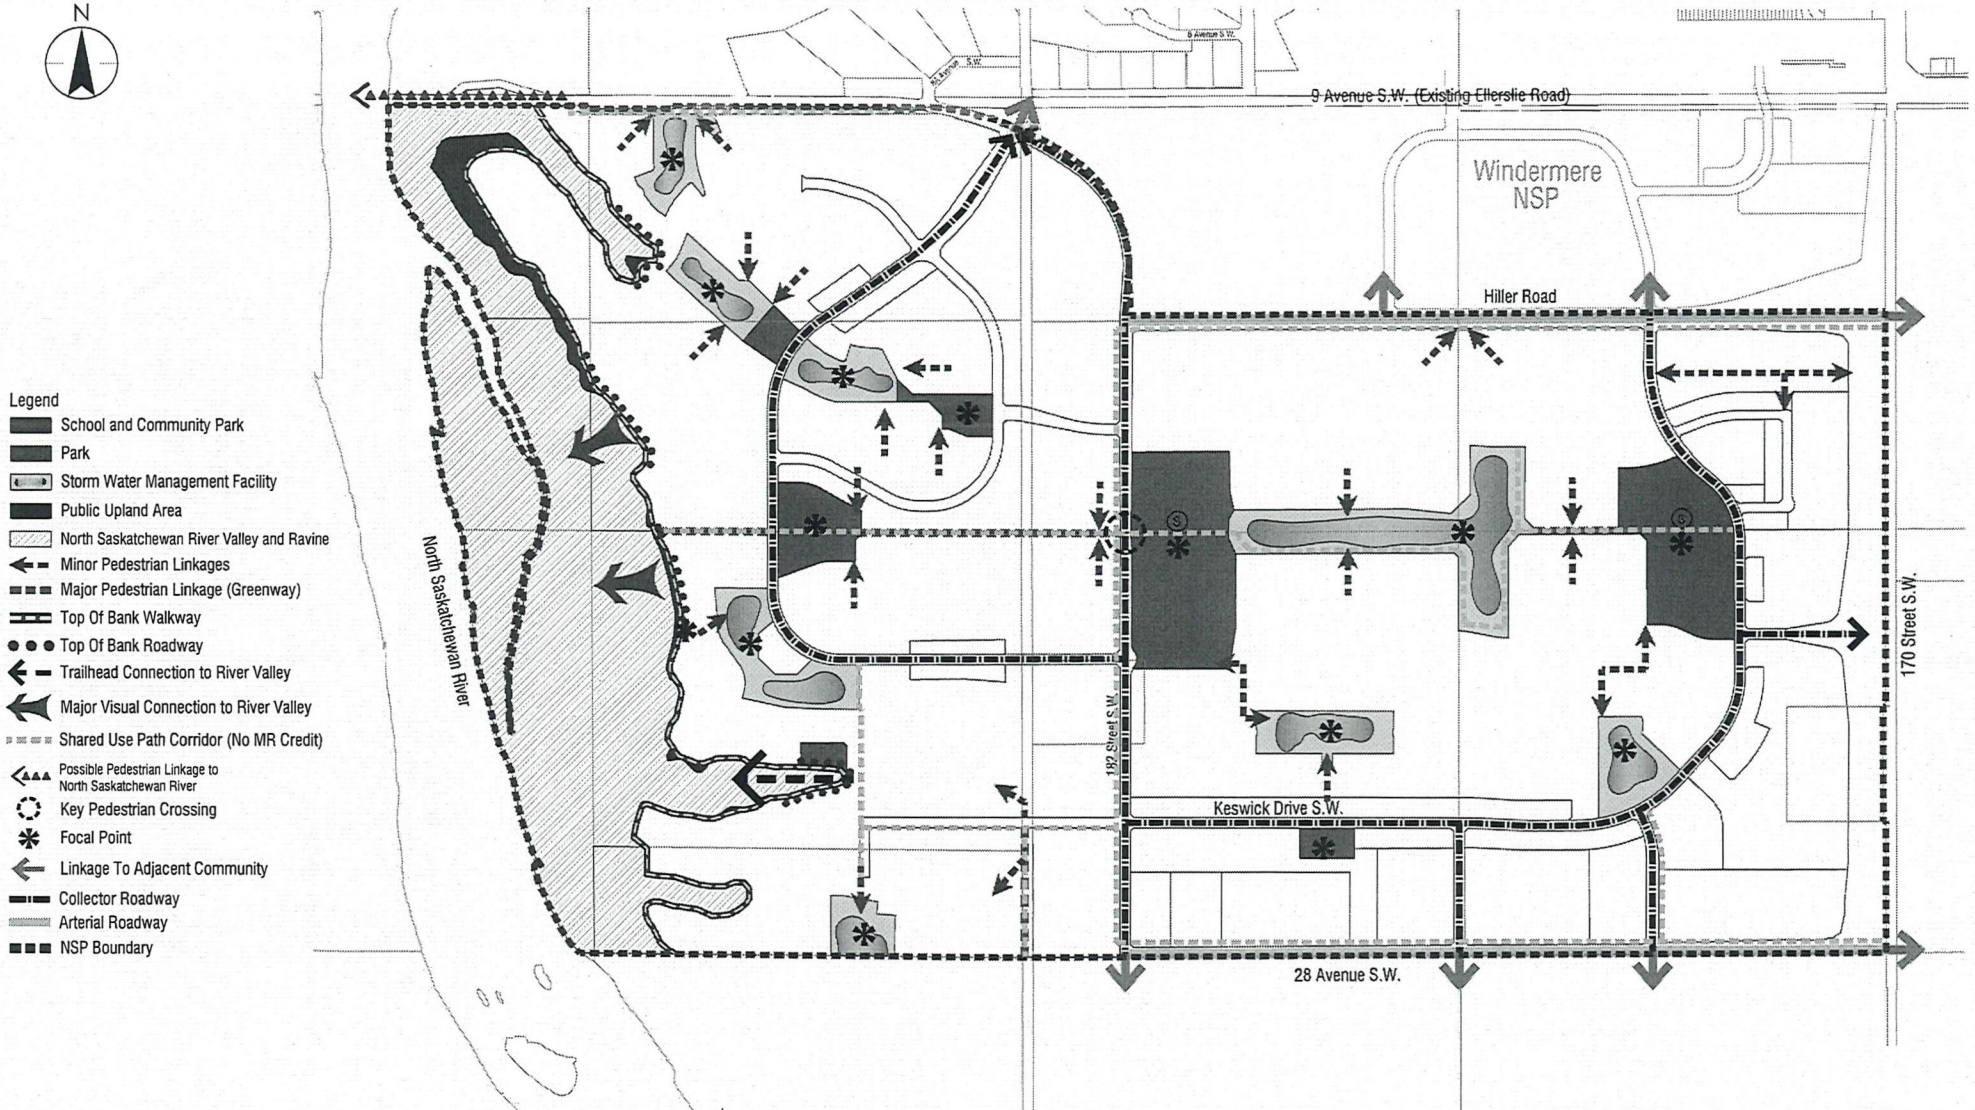 N
8 Avenue S.W.
S.W.
9 Avenue S.W. (Existing Ellerslie Road)
Windermere
NSP
Hiller Road
Legend
School and Community Park
Park
Storm Water Management Facility
Public Upland Area
North Saskatchewan River Valley and Ravine
Minor Pedestrian Linkages
Major Pedestrian Linkage (Greenway)
Top Of Bank Walkway
Top Of Bank Roadway
Trailhead Connection to River Valley
Major Visual Connection to River Valley
Shared Use Path Corridor (No MR Credit)
Possible Pedestrian Linkage to
North Saskatchewan River
Key Pedestrian Crossing
Focal Point
Linkage To Adjacent Community
Collector Roadway
Arterial Roadway
NSP Boundary
North Saskatchewan River
S
S
182 Street S.W.
170 Street S.W.
Keswick Drive S.W.
28 Avenue S.W.